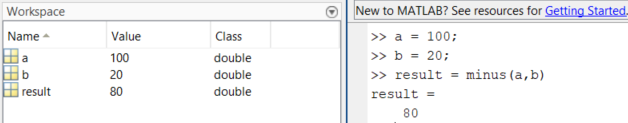 Workspace
Name Value Class
a 100 double
b 20 double
result 80 double
New to MATLAB? See resources for Getting Started.
>> a = 100;
>> b = 20;
>> result = minus(a,b)
result =
80